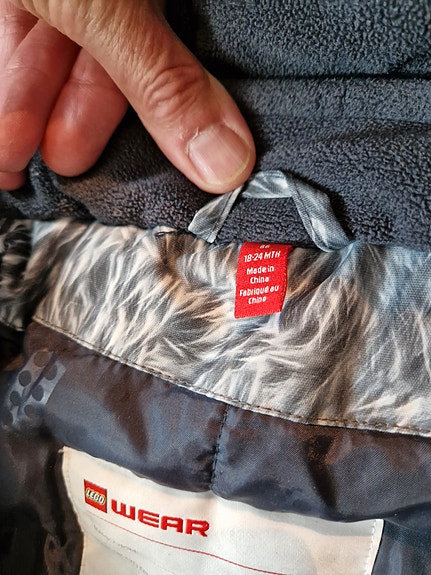 18-24 MTH
Made in
China
Fabriqué au
Chine
LEGO WEAR